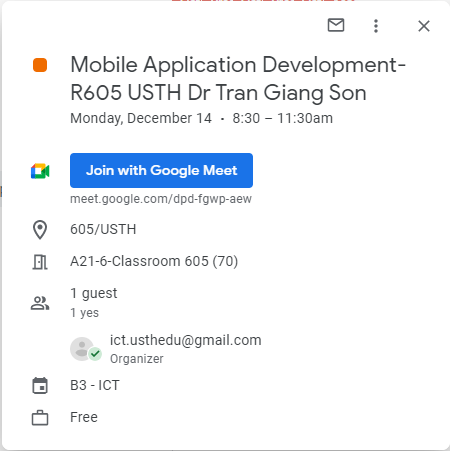 Mobile Application Development-
R605 USTH Dr Tran Giang Son
Monday, December 14 · 8:30 – 11:30am
Join with Google Meet
meet.google.com/dpd-fgwp-aew
605/USTH
A21-6-Classroom 605 (70)
1 guest
1 yes
ict.usthedu@gmail.com
Organizer
B3 - ICT
Free